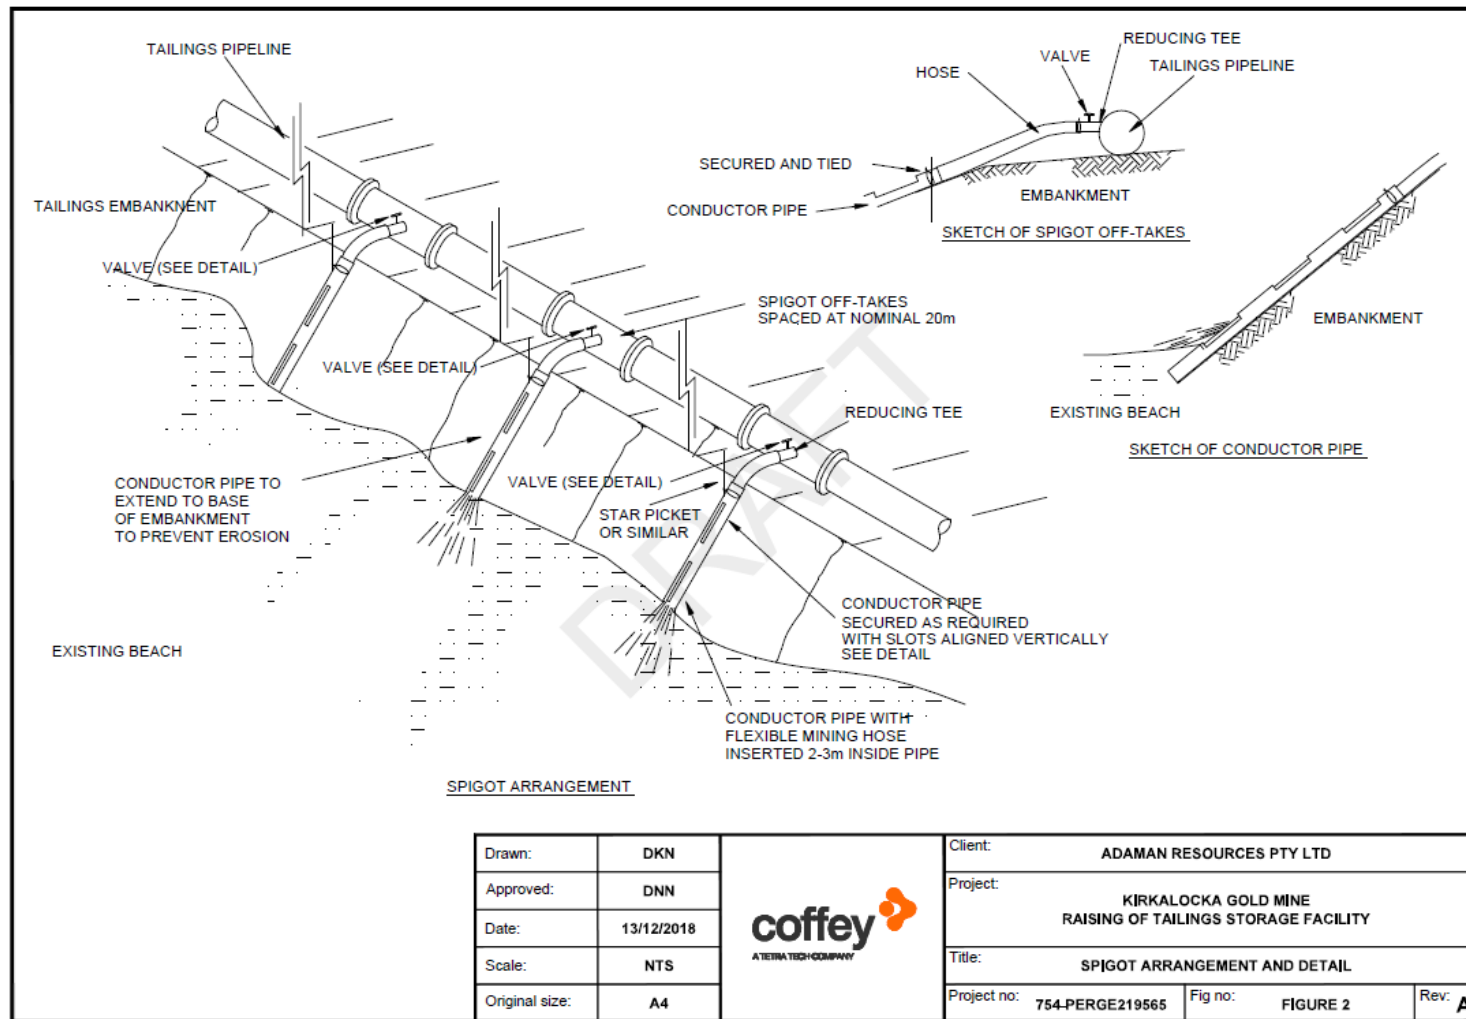 TAILINGS PIPELINE
TAILINGS EMBANKNENT
VALVE (SEE DETAIL)
VALVE (SEE DETAIL)
SPIGOT OFF-TAKES
SPACED AT NOMINAL 20m
REDUCING TEE
VALVE (SEE DETAIL)
STAR PICKET
OR SIMILAR
CONDUCTOR PIPE TO
EXTEND TO BASE
OF EMBANKMENT
TO PREVENT EROSION
EXISTING BEACH
CONDUCTOR PIPE
SECURED AS REQUIRED
WITH SLOTS ALIGNED VERTICALLY
SEE DETAIL
CONDUCTOR PIPE WITH
FLEXIBLE MINING HOSE
INSERTED 2-3m INSIDE PIPE
SPIGOT ARRANGEMENT
REDUCING TEE
VALVE
TAILINGS PIPELINE
HOSE
SECURED AND TIED
EMBANKMENT
CONDUCTOR PIPE
SKETCH OF SPIGOT OFF-TAKES
EMBANKMENT
EXISTING BEACH
SKETCH OF CONDUCTOR PIPE
DRAFT
Drawn: DKN
Approved: DNN
Date: 13/12/2018
Scale: NTS
Original size: A4
coffey
A TETRA TECH COMPANY
Client: ADAMAN RESOURCES PTY LTD
Project: KIRKALOCKA GOLD MINE
RAISING OF TAILINGS STORAGE FACILITY
Title: SPIGOT ARRANGEMENT AND DETAIL
Project no: 754-PERGE219565 Fig no: FIGURE 2 Rev: A